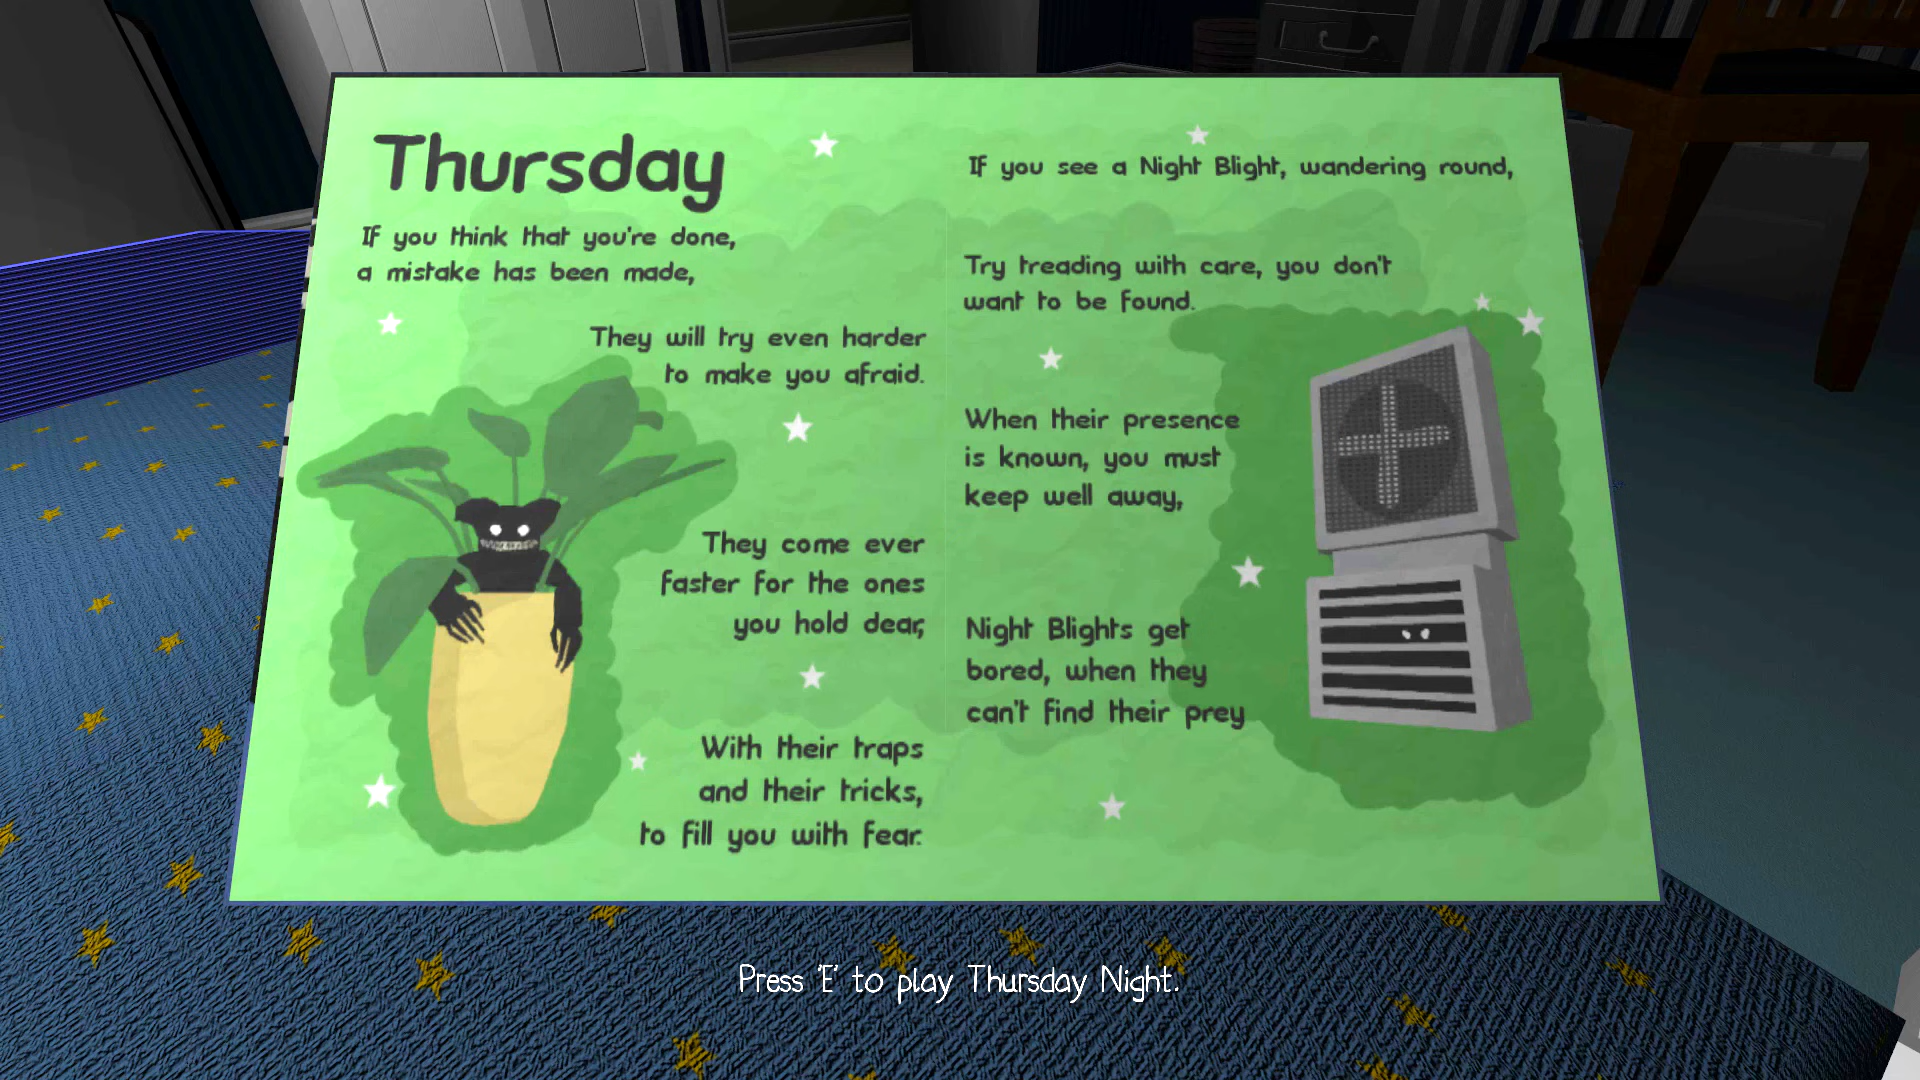 Thursday
If you think that you're done,
a mistake has been made,
They will try even harder
to make you afraid.
They come ever
faster for the ones
you hold dear,
With their traps
and their tricks,
to fill you with fear.
If you see a Night Blight, wandering round,
Try treading with care, you don't
want to be found.
When their presence
is known, you must
keep well away,
Night Blights get
bored, when they
can't find their prey
Press 'E' to play Thursday Night.